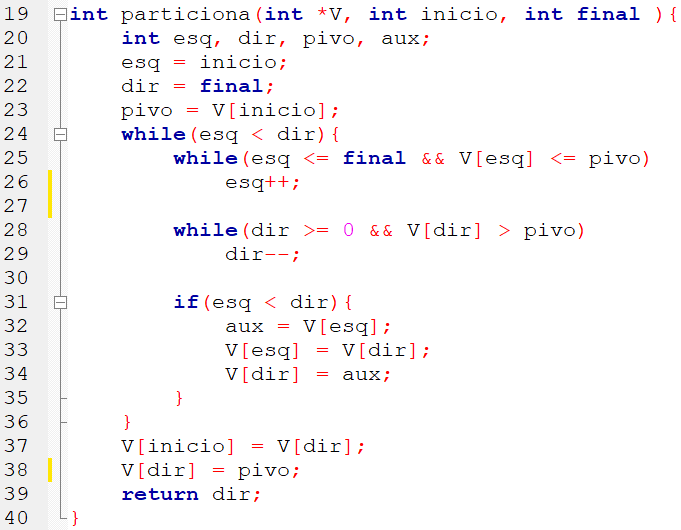 19 int particiona(int *V, int inicio, int final ){
20     int esq, dir, pivo, aux;
21     esq = inicio;
22     dir = final;
23     pivo = V[inicio];
24     while(esq < dir){
25         while(esq <= final && V[esq] <= pivo)
26             esq++;
27
28         while(dir >= 0 && V[dir] > pivo)
29             dir--;
30
31         if(esq < dir){
32             aux = V[esq];
33             V[esq] = V[dir];
34             V[dir] = aux;
35         }
36     }
37     V[inicio] = V[dir];
38     V[dir] = pivo;
39     return dir;
40 }